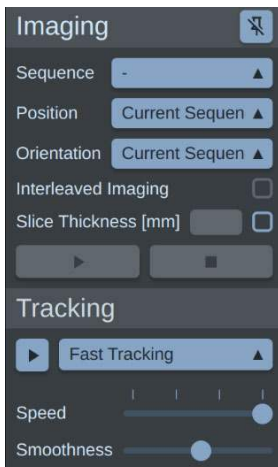 Imaging
Sequence -
Position Current Sequen
Orientation Current Sequen
Interleaved Imaging
Slice Thickness [mm]
Tracking
Fast Tracking
Speed
Smoothness